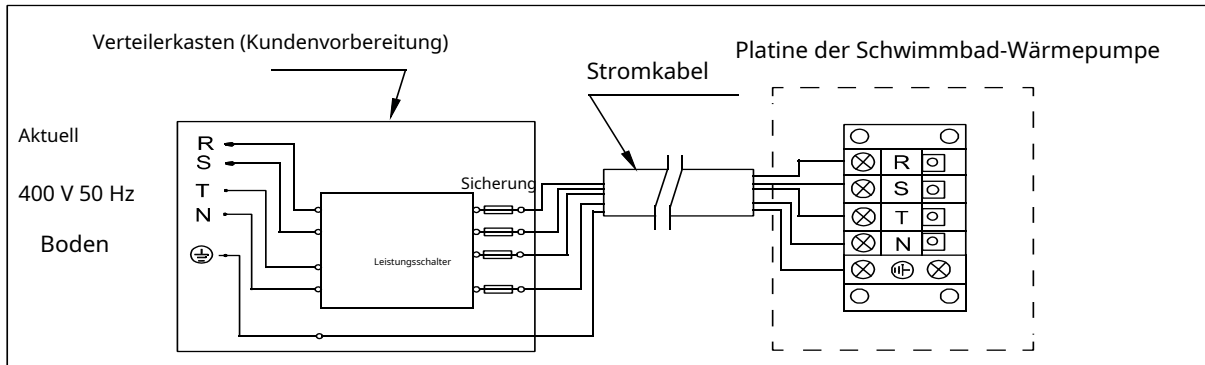 Verteilerkasten (Kundenvorbereitung)
Platine der Schwimmbad-Wärmepumpe
Stromkabel
Aktuell
400 V 50 Hz
Boden
R
S
T
N
Sicherung
Leistungsschalter
R
S
T
N